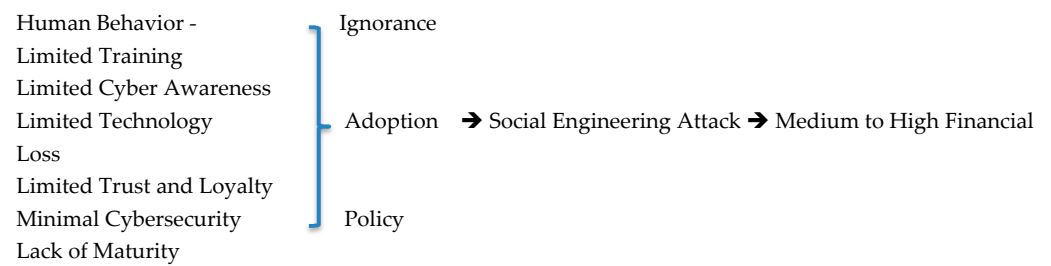 Human Behavior - Ignorance
Limited Training
Limited Cyber Awareness
Limited Technology Adoption ➔ Social Engineering Attack ➔ Medium to High Financial
Loss
Limited Trust and Loyalty
Minimal Cybersecurity Policy
Lack of Maturity